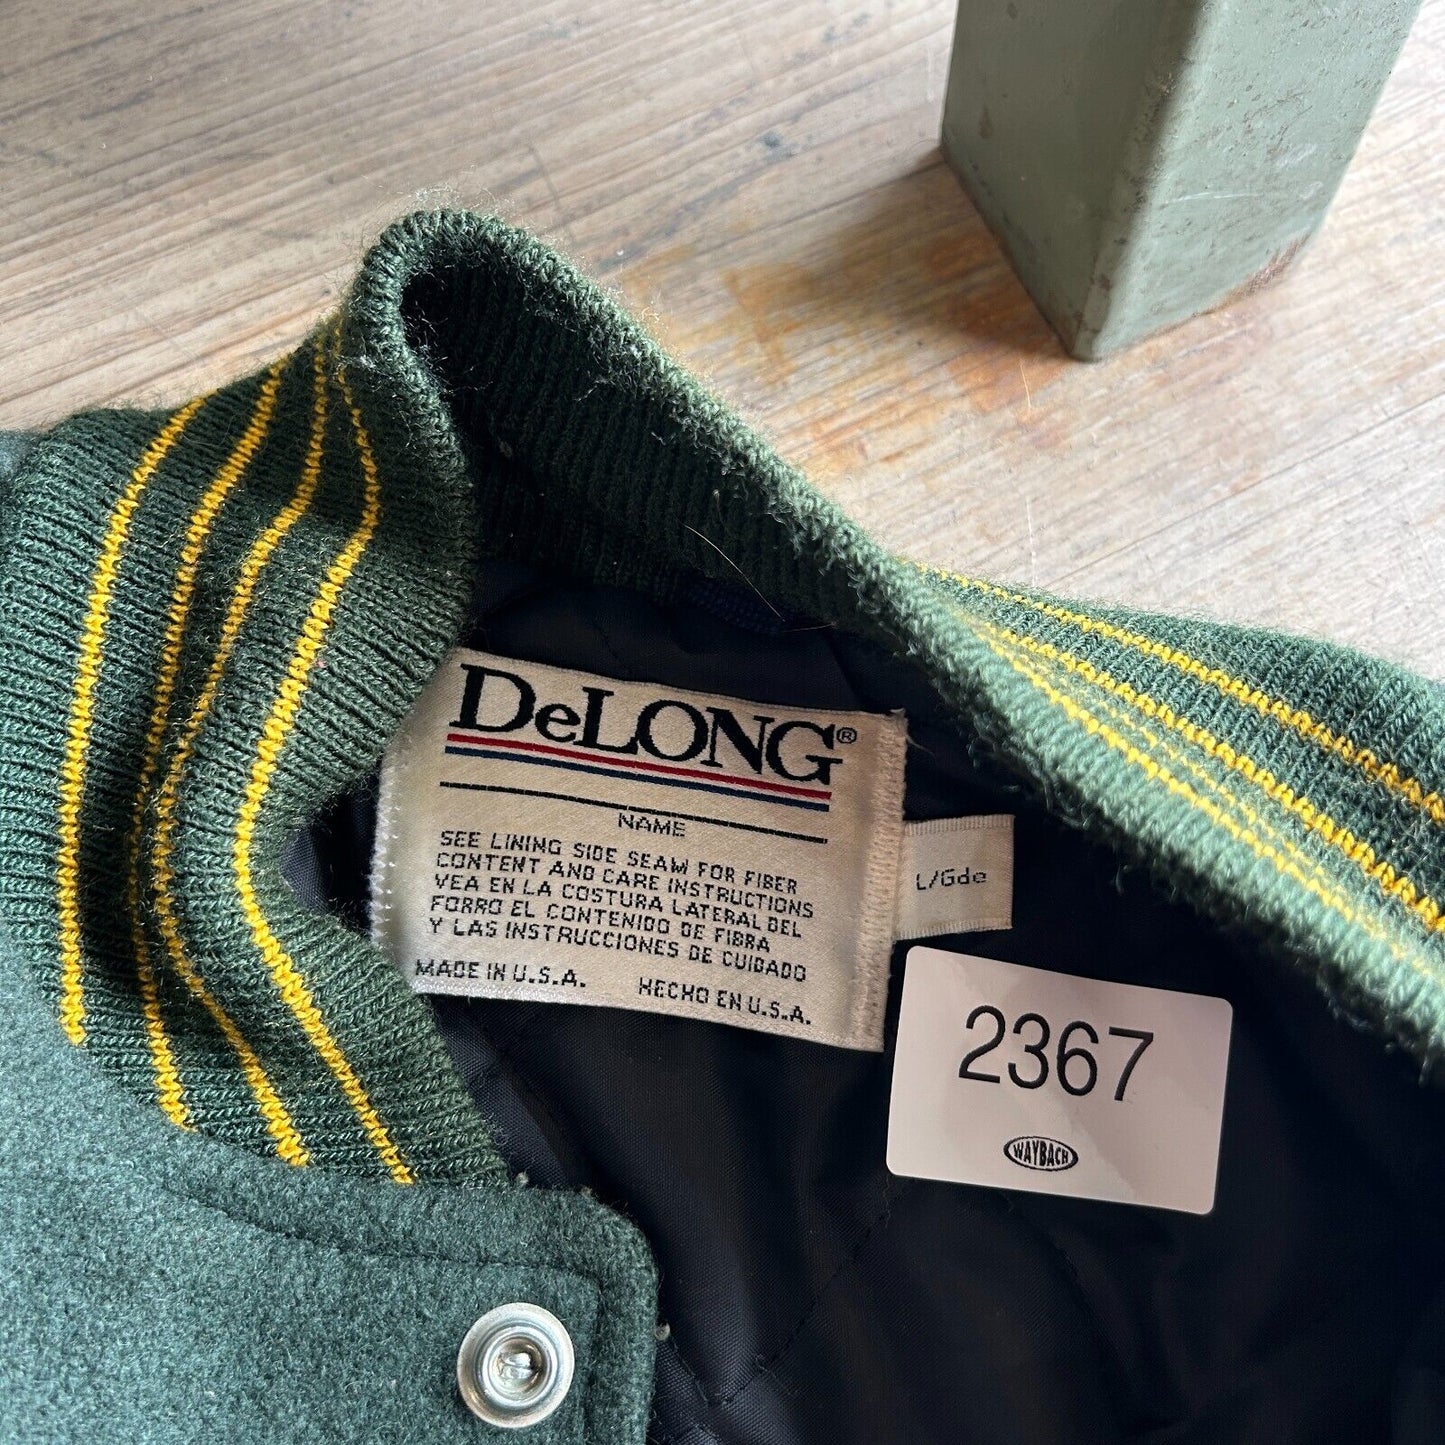 DeLONG®
NAME
SEE LINING SIDE SEAM FOR FIBER
CONTENT AND CARE INSTRUCTIONS
VEA EN LA COSTURA LATERAL DEL
FORRO EL CONTENIDO DE FIBRA
Y LAS INSTRUCCIONES DE CUIDADO
MADE IN U.S.A. HECHO EN U.S.A.
L/Gde
2367
WAYBACH